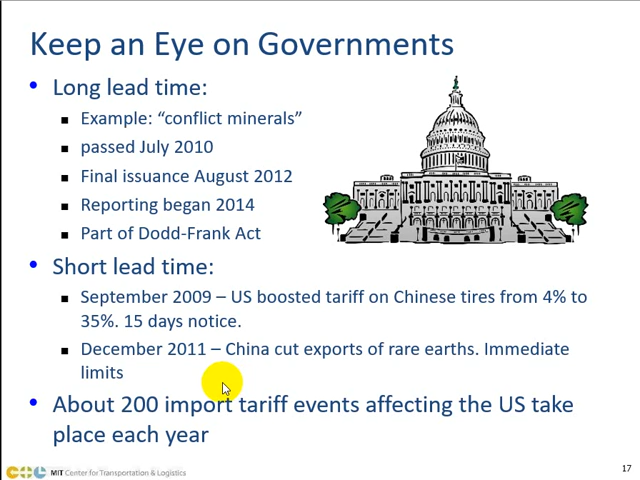 Keep an Eye on Governments
• Long lead time:
▪ Example: “conflict minerals”
▪ passed July 2010
▪ Final issuance August 2012
▪ Reporting began 2014
▪ Part of Dodd-Frank Act
• Short lead time:
▪ September 2009 – US boosted tariff on Chinese tires from 4% to
35%. 15 days notice.
▪ December 2011 – China cut exports of rare earths. Immediate
limits
• About 200 import tariff events affecting the US take
place each year
MIT Center for Transportation & Logistics
17